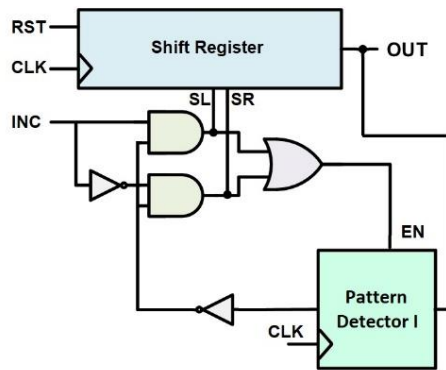 RST
Shift Register
OUT
CLK
SL SR
INC
EN
Pattern
Detector I
CLK